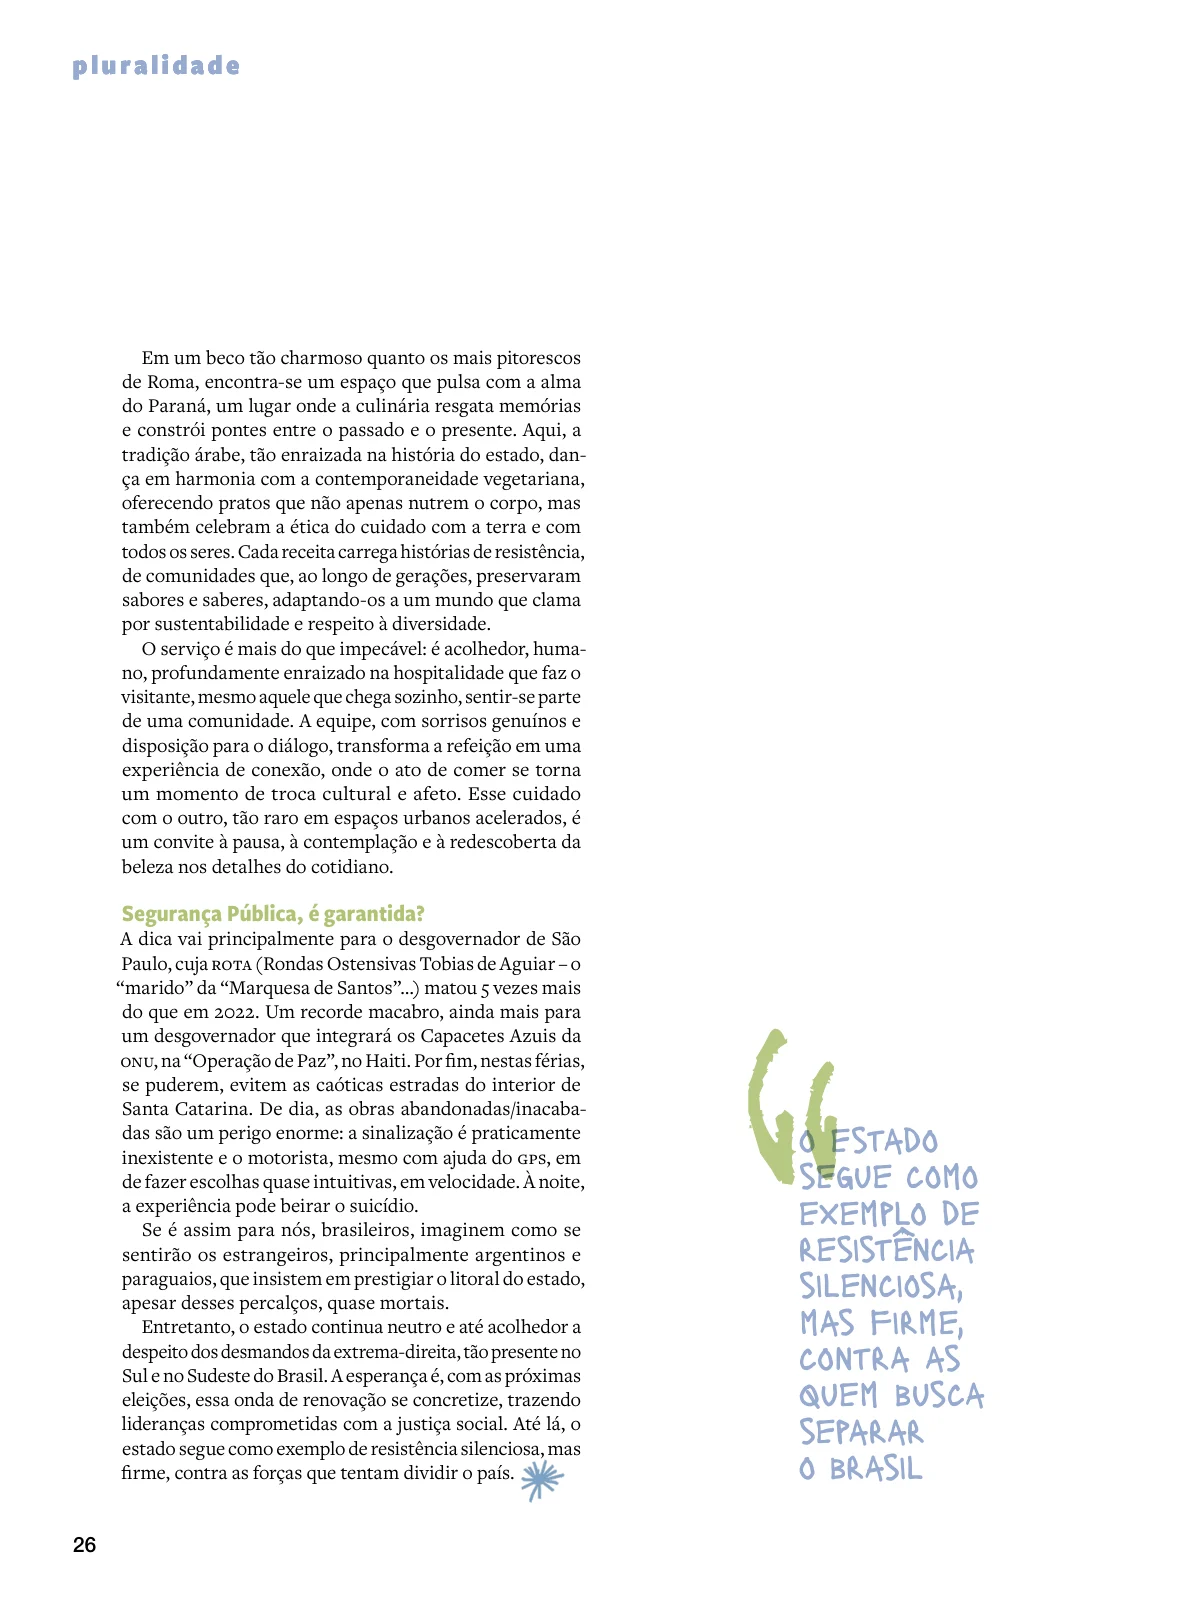 pluralidade
Em um beco tão charmoso quanto os mais pitorescos
de Roma, encontra-se um espaço que pulsa com a alma
do Paraná, um lugar onde a culinária resgata memórias
e constrói pontes entre o passado e o presente. Aqui, a
tradição árabe, tão enraizada na história do estado, dan-
ça em harmonia com a contemporaneidade vegetariana,
oferecendo pratos que não apenas nutrem o corpo, mas
também celebram a ética do cuidado com a terra e com
todos os seres. Cada receita carrega histórias de resistência,
de comunidades que, ao longo de gerações, preservaram
sabores e saberes, adaptando-os a um mundo que clama
por sustentabilidade e respeito à diversidade.
O serviço é mais do que impecável: é acolhedor, huma-
no, profundamente enraizado na hospitalidade que faz o
visitante, mesmo aquele que chega sozinho, sentir-se parte
de uma comunidade. A equipe, com sorrisos genuínos e
disposição para o diálogo, transforma a refeição em uma
experiência de conexão, onde o ato de comer se torna
um momento de troca cultural e afeto. Esse cuidado
com o outro, tão raro em espaços urbanos acelerados, é
um convite à pausa, à contemplação e à redescoberta da
beleza nos detalhes do cotidiano.
Segurança Pública, é garantida?
A dica vai principalmente para o desgovernador de São
Paulo, cuja ROTA (Rondas Ostensivas Tobias de Aguiar – o
“marido” da “Marquesa de Santos”...) matou 5 vezes mais
do que em 2022. Um recorde macabro, ainda mais para
um desgovernador que integrará os Capacetes Azuis da
ONU, na “Operação de Paz”, no Haiti. Por fim, nestas férias,
se puderem, evitem as caóticas estradas do interior de
Santa Catarina. De dia, as obras abandonadas/inacaba-
das são um perigo enorme: a sinalização é praticamente
inexistente e o motorista, mesmo com ajuda do GPS, em
de fazer escolhas quase intuitivas, em velocidade. À noite,
a experiência pode beirar o suicídio.
Se é assim para nós, brasileiros, imaginem como se
sentirão os estrangeiros, principalmente argentinos e
paraguaios, que insistem em prestigiar o litoral do estado,
apesar desses percalços, quase mortais.
Entretanto, o estado continua neutro e até acolhedor a
despeito dos desmandos da extrema-direita, tão presente no
Sul e no Sudeste do Brasil. A esperança é, com as próximas
eleições, essa onda de renovação se concretize, trazendo
lideranças comprometidas com a justiça social. Até lá, o
estado segue como exemplo de resistência silenciosa, mas
firme, contra as forças que tentam dividir o país.
“
O ESTADO
SEGUE COMO
EXEMPLO DE
RESISTÊNCIA
SILENCIOSA,
MAS FIRME,
CONTRA AS
QUEM BUSCA
SEPARAR
O BRASIL
26